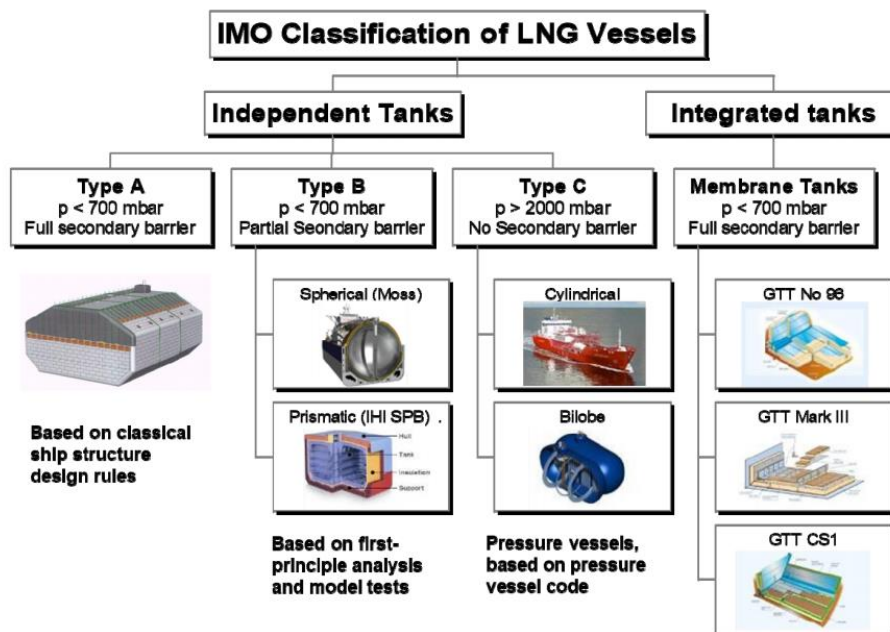 IMO Classification of LNG Vessels
Independent Tanks
Integrated tanks
Type A
p < 700 mbar
Full secondary barrier
Type B
p < 700 mbar
Partial Secondary barrier
Type C
p > 2000 mbar
No Secondary barrier
Membrane Tanks
p < 700 mbar
Full secondary barrier
Based on classical
ship structure
design rules
Spherical (Moss)
Prismatic (IHI SPB) .
Hull
Tank
Insulation
Support
Based on first-
principle analysis
and model tests
Cylindrical
Bilobe
Pressure vessels,
based on pressure
vessel code
GTT No 96
GTT Mark III
GTT CS1